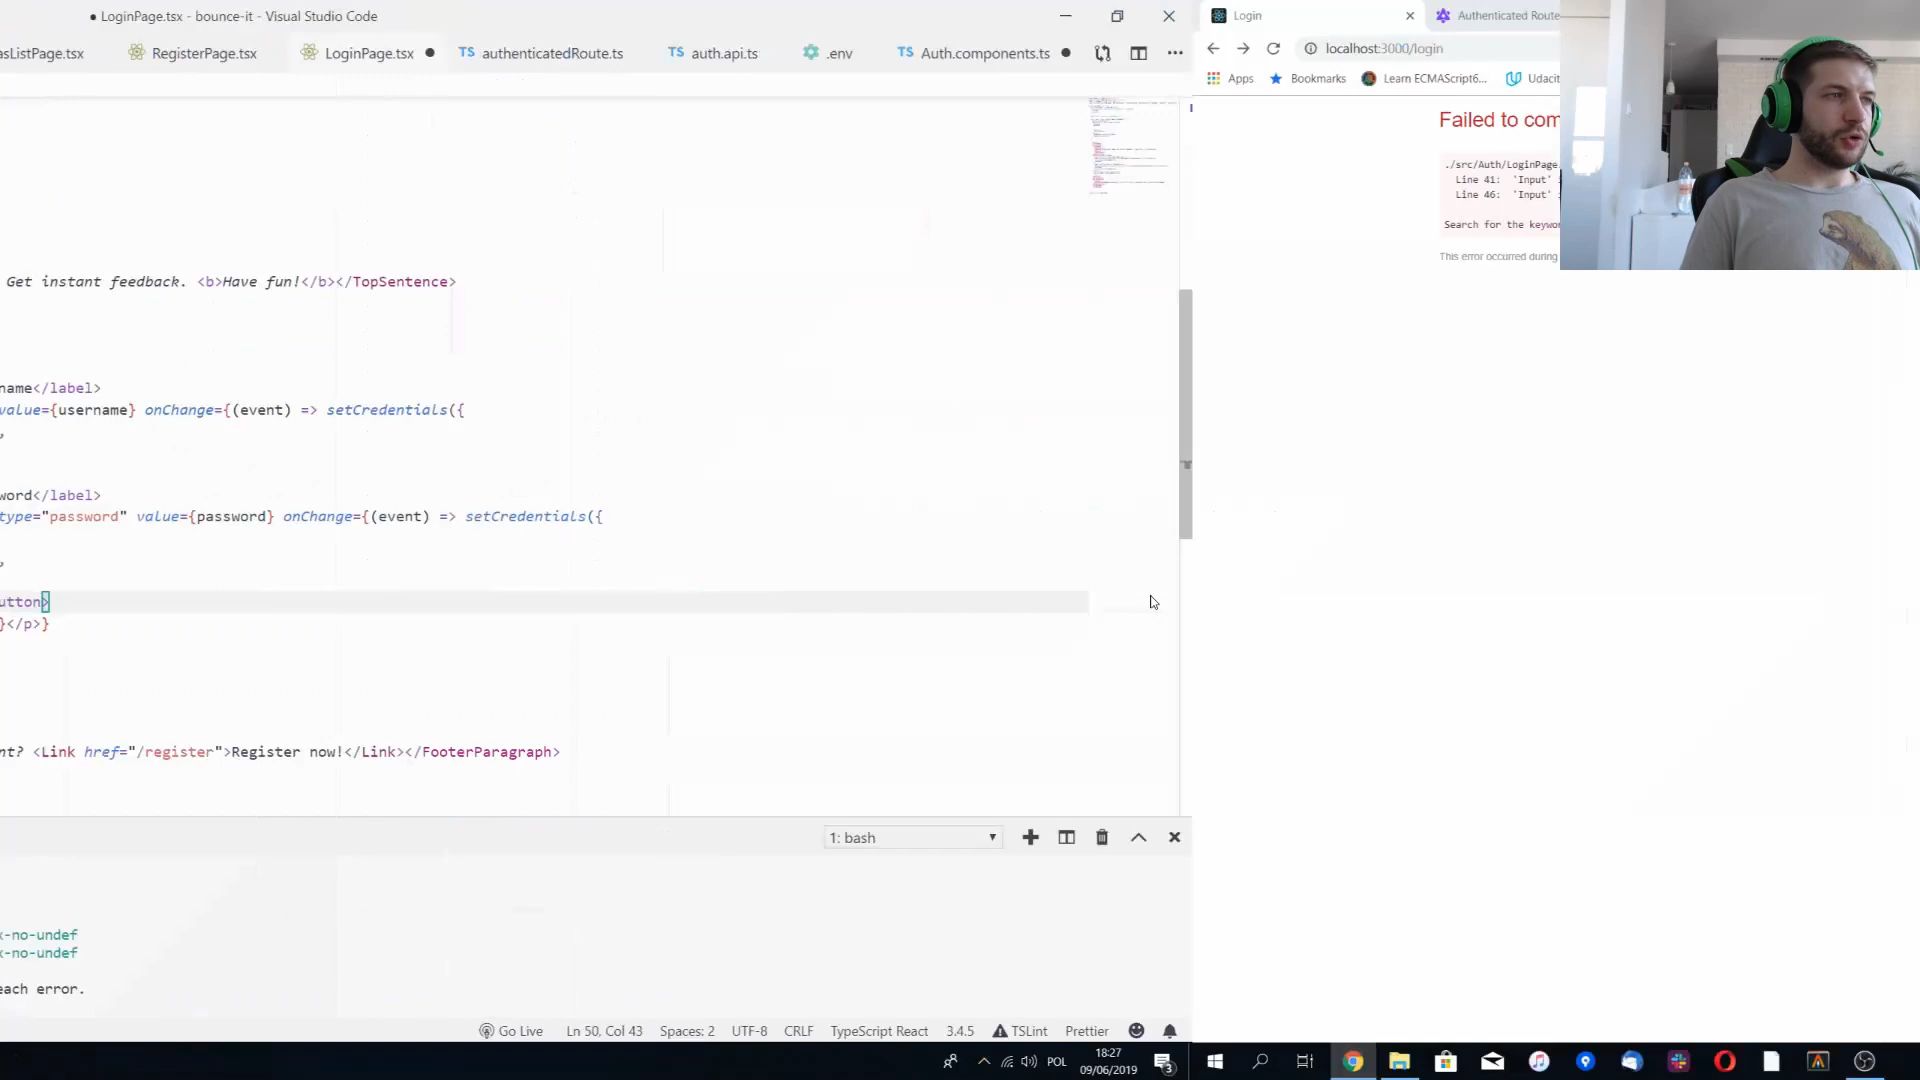 LoginPage.tsx - bounce-it - Visual Studio Code
asListPage.tsx RegisterPage.tsx LoginPage.tsx TS authenticatedRoute.ts TS auth.api.ts .env TS Auth.components.ts
Get instant feedback. <b>Have fun!</b></TopSentence>
name</label>
value={username} onChange={(event) => setCredentials({
,
word</label>
type="password" value={password} onChange={(event) => setCredentials({
,
utton>
}</p>}
nt? <Link href="/register">Register now!</Link></FooterParagraph>
1: bash
x-no-undef
x-no-undef
each error.
Go Live Ln 50, Col 43 Spaces: 2 UTF-8 CRLF TypeScript React 3.4.5 TSLint Prettier
Login Authenticated Route
localhost:3000/login
Apps Bookmarks Learn ECMAScript6... Udacit
Failed to com
./src/Auth/LoginPage.
Line 41: 'Input'
Line 46: 'Input'
Search for the keywor
This error occurred during
POL 18:27
09/06/2019
3